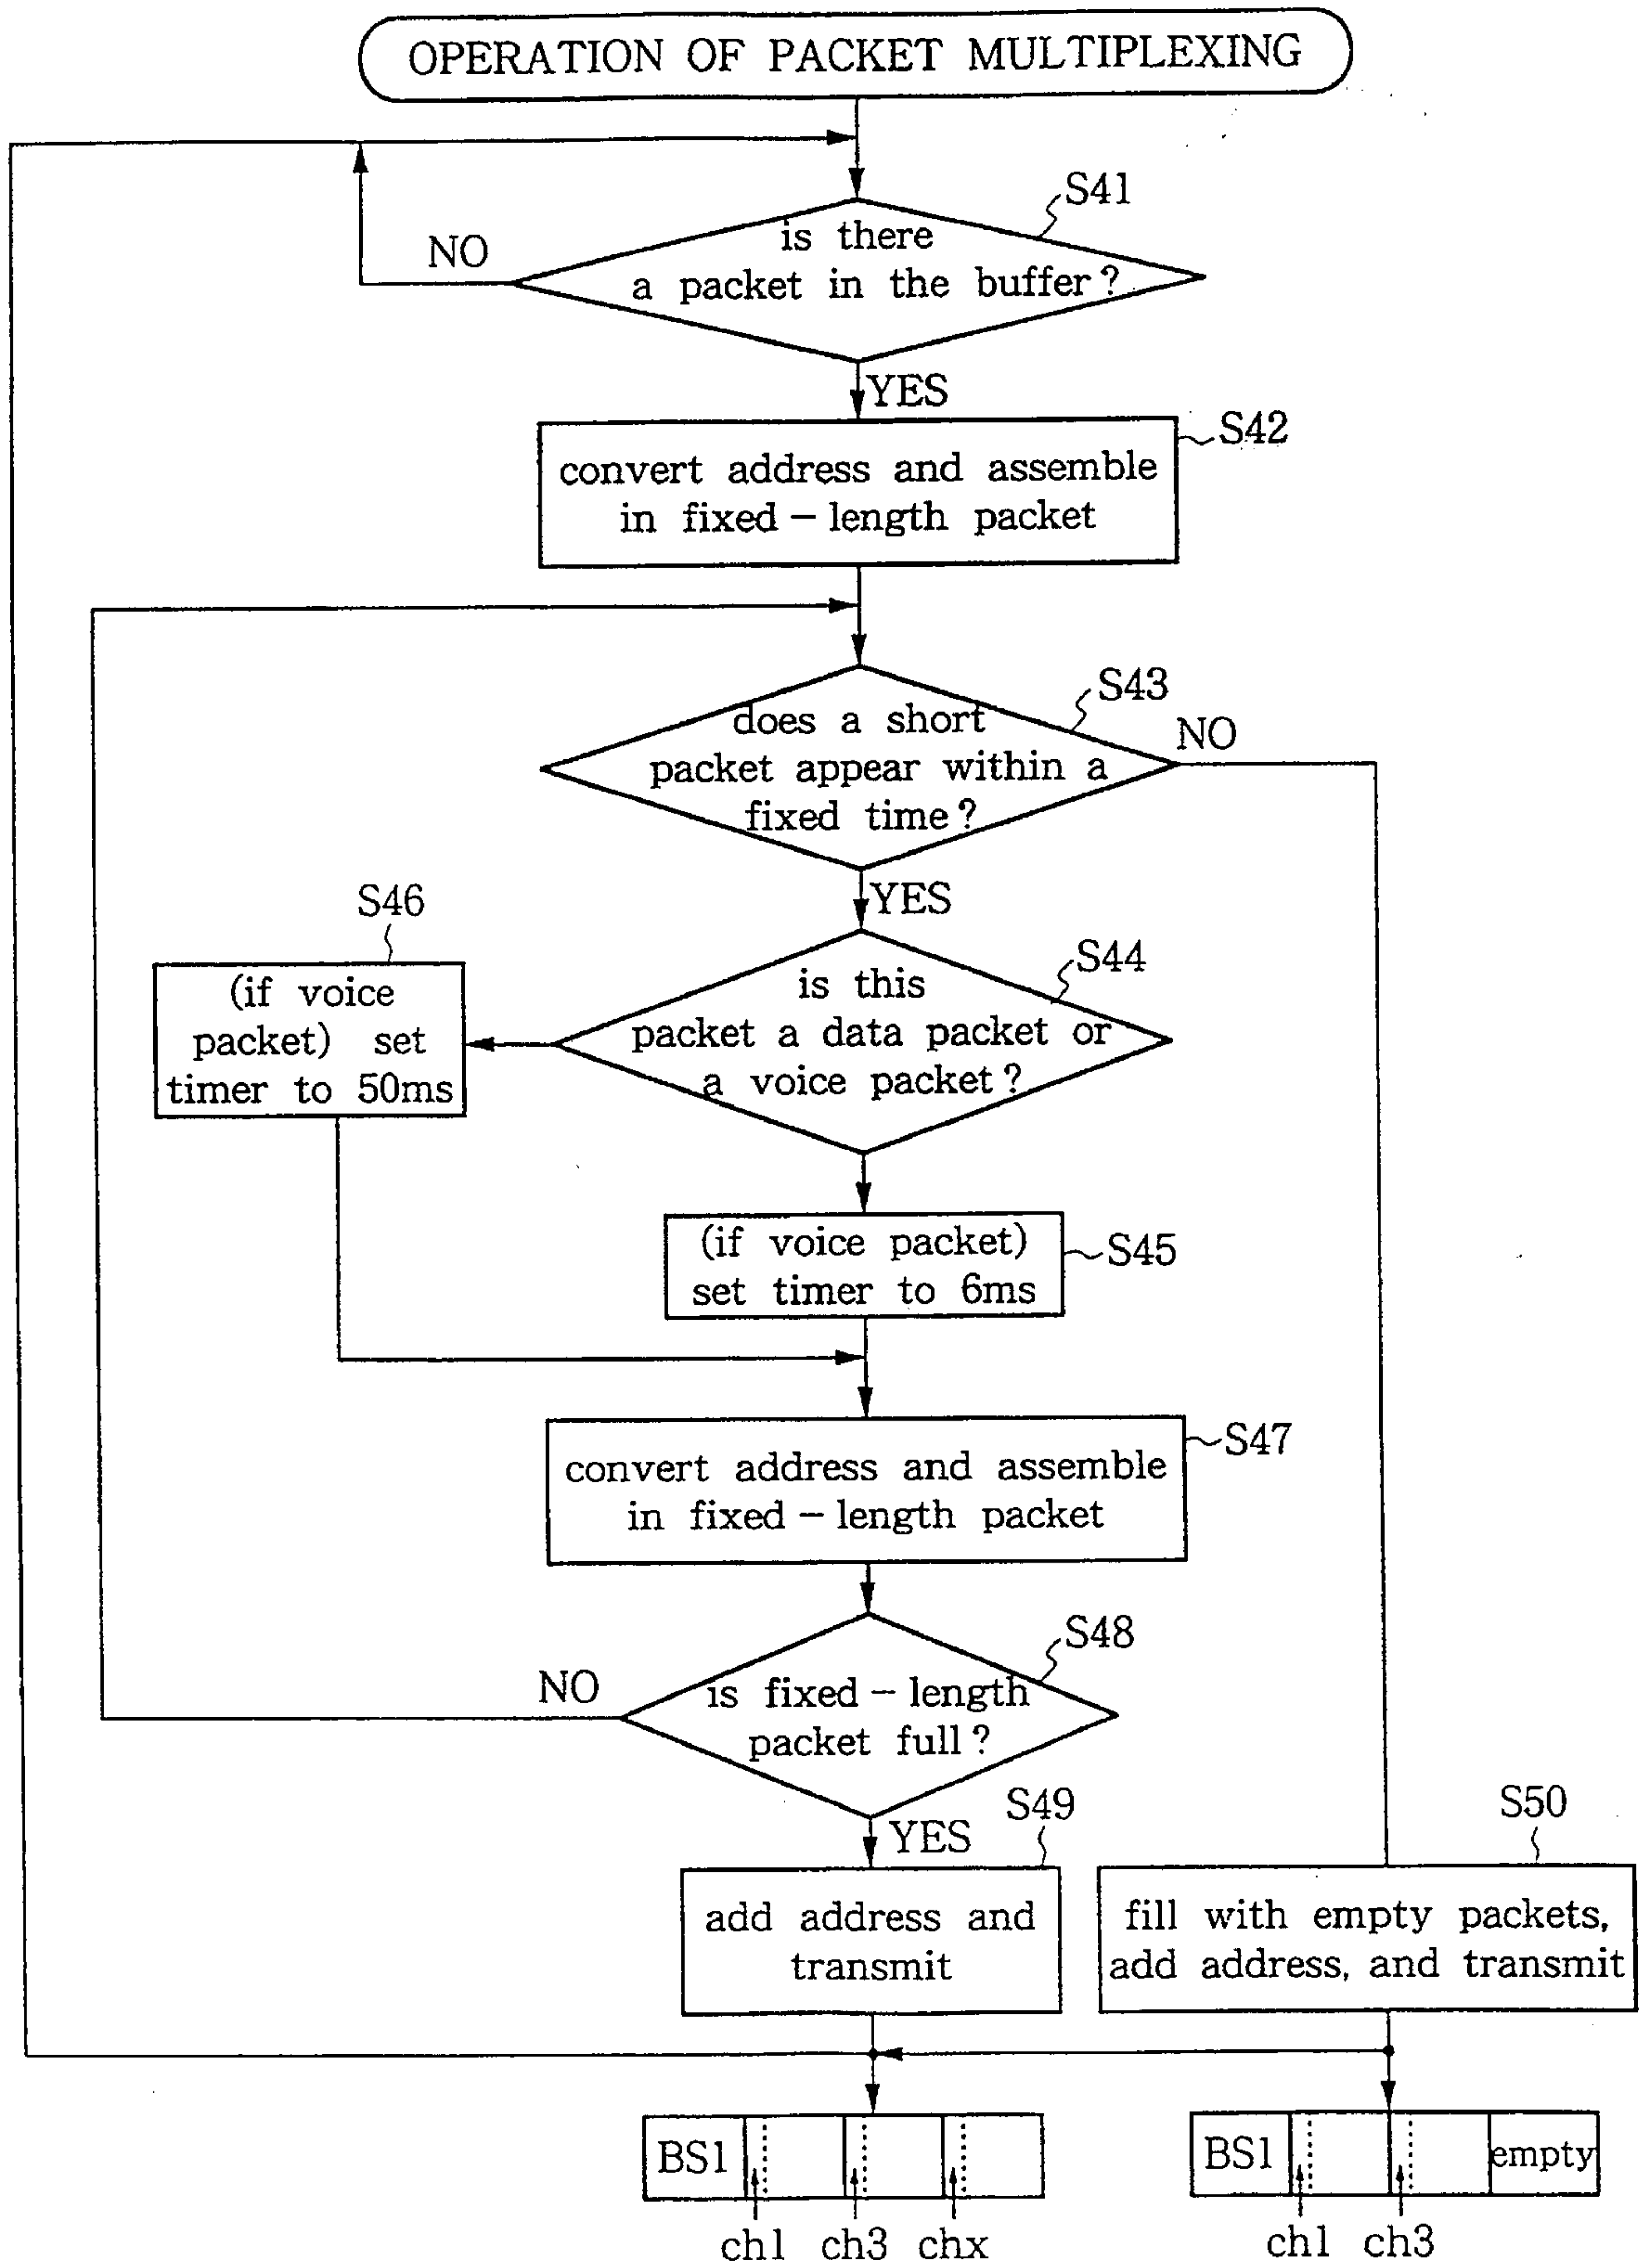 OPERATION OF PACKET MULTIPLEXING
S41
is there
a packet in the buffer?
NO
YES
S42
convert address and assemble
in fixed-length packet
S43
does a short
packet appear within a
fixed time?
NO
YES
S44
is this
packet a data packet or
a voice packet?
S46
(if voice
packet) set
timer to 50ms
(if voice packet)
set timer to 6ms
S45
S47
convert address and assemble
in fixed-length packet
S48
is fixed-length
packet full?
NO
YES
S49
add address and
transmit
S50
fill with empty packets,
add address, and transmit
BS1
ch1 ch3 chx
BS1 empty
ch1 ch3